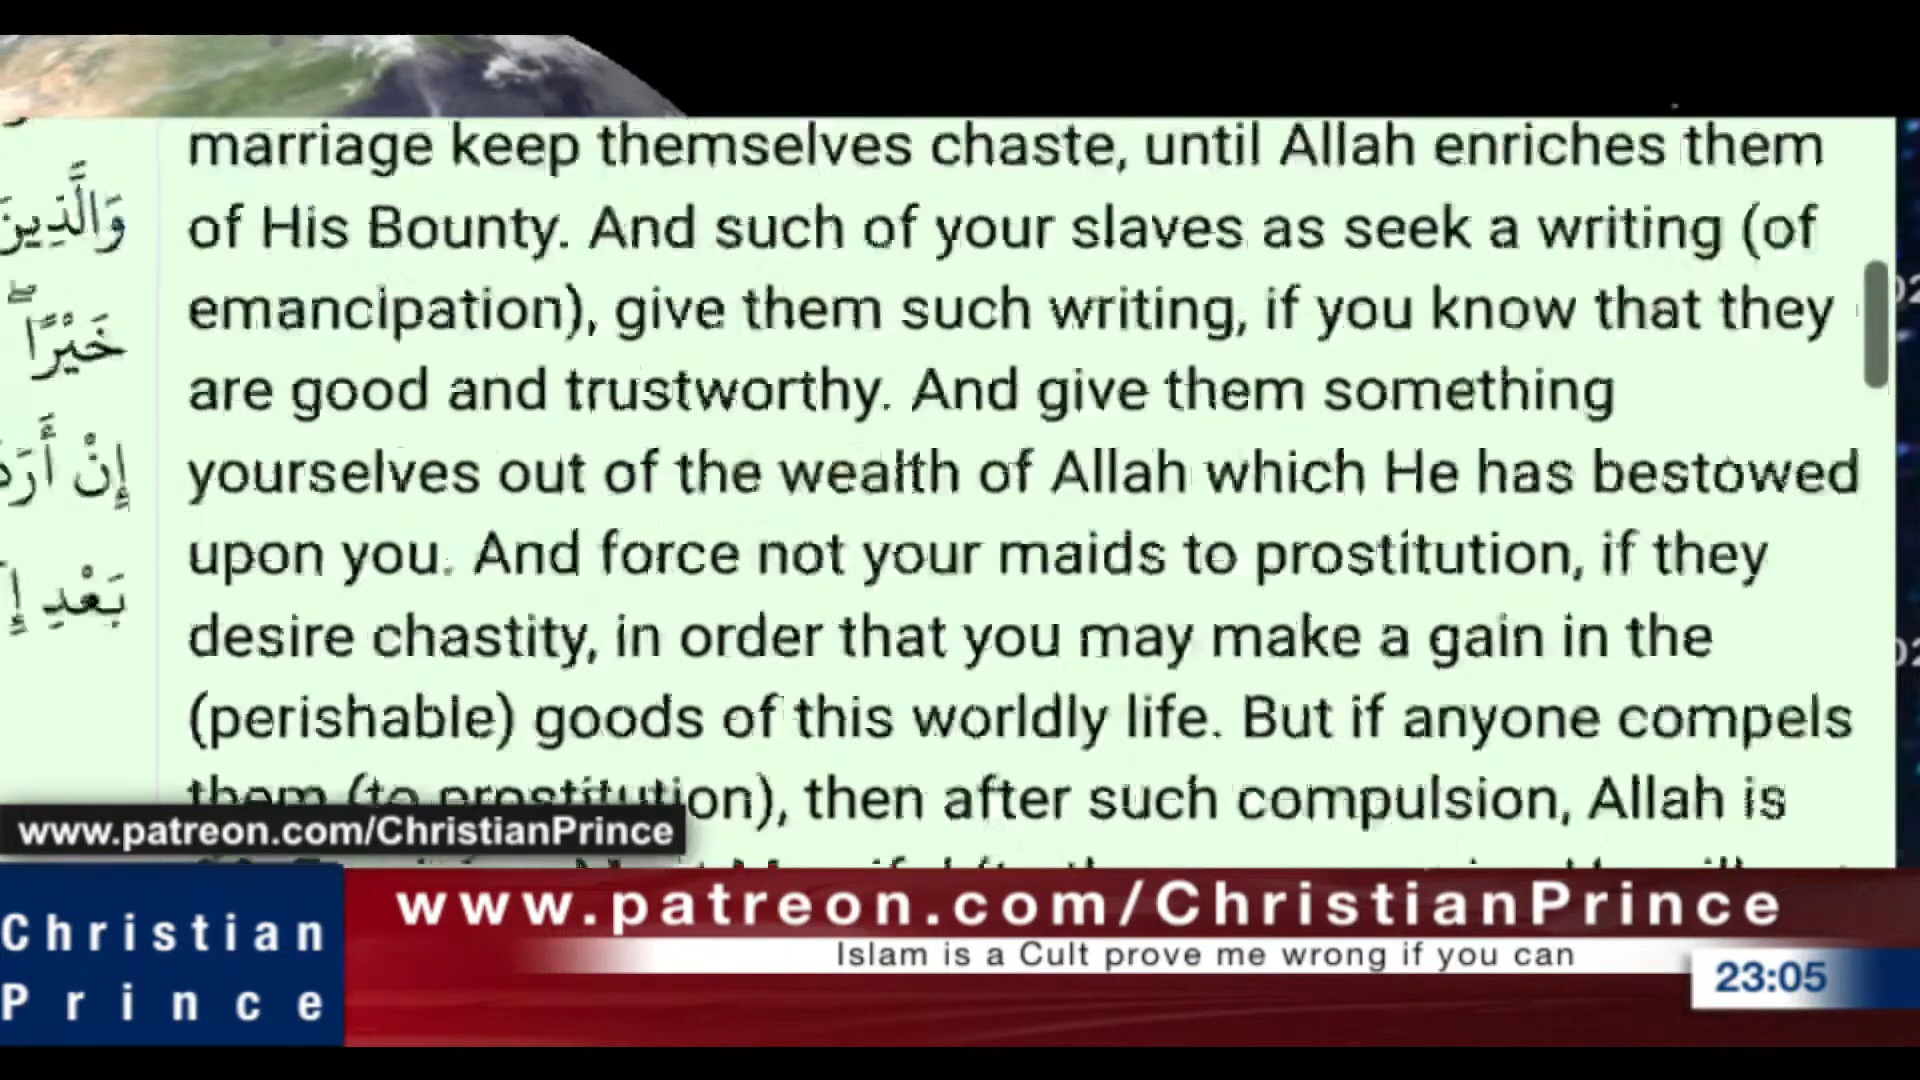 marriage keep themselves chaste, until Allah enriches them
of His Bounty. And such of your slaves as seek a writing (of
emancipation), give them such writing, if you know that they
are good and trustworthy. And give them something
yourselves out of the wealth of Allah which He has bestowed
upon you. And force not your maids to prostitution, if they
desire chastity, in order that you may make a gain in the
(perishable) goods of this worldly life. But if anyone compels
them (to prostitution), then after such compulsion, Allah is
وَالَّذِينَ
خَيْرًا ۖ
إِنْ
بَعْدِ
www.patreon.com/ChristianPrince
Christian
Prince
www.patreon.com/ChristianPrince
Islam is a Cult prove me wrong if you can
23:05